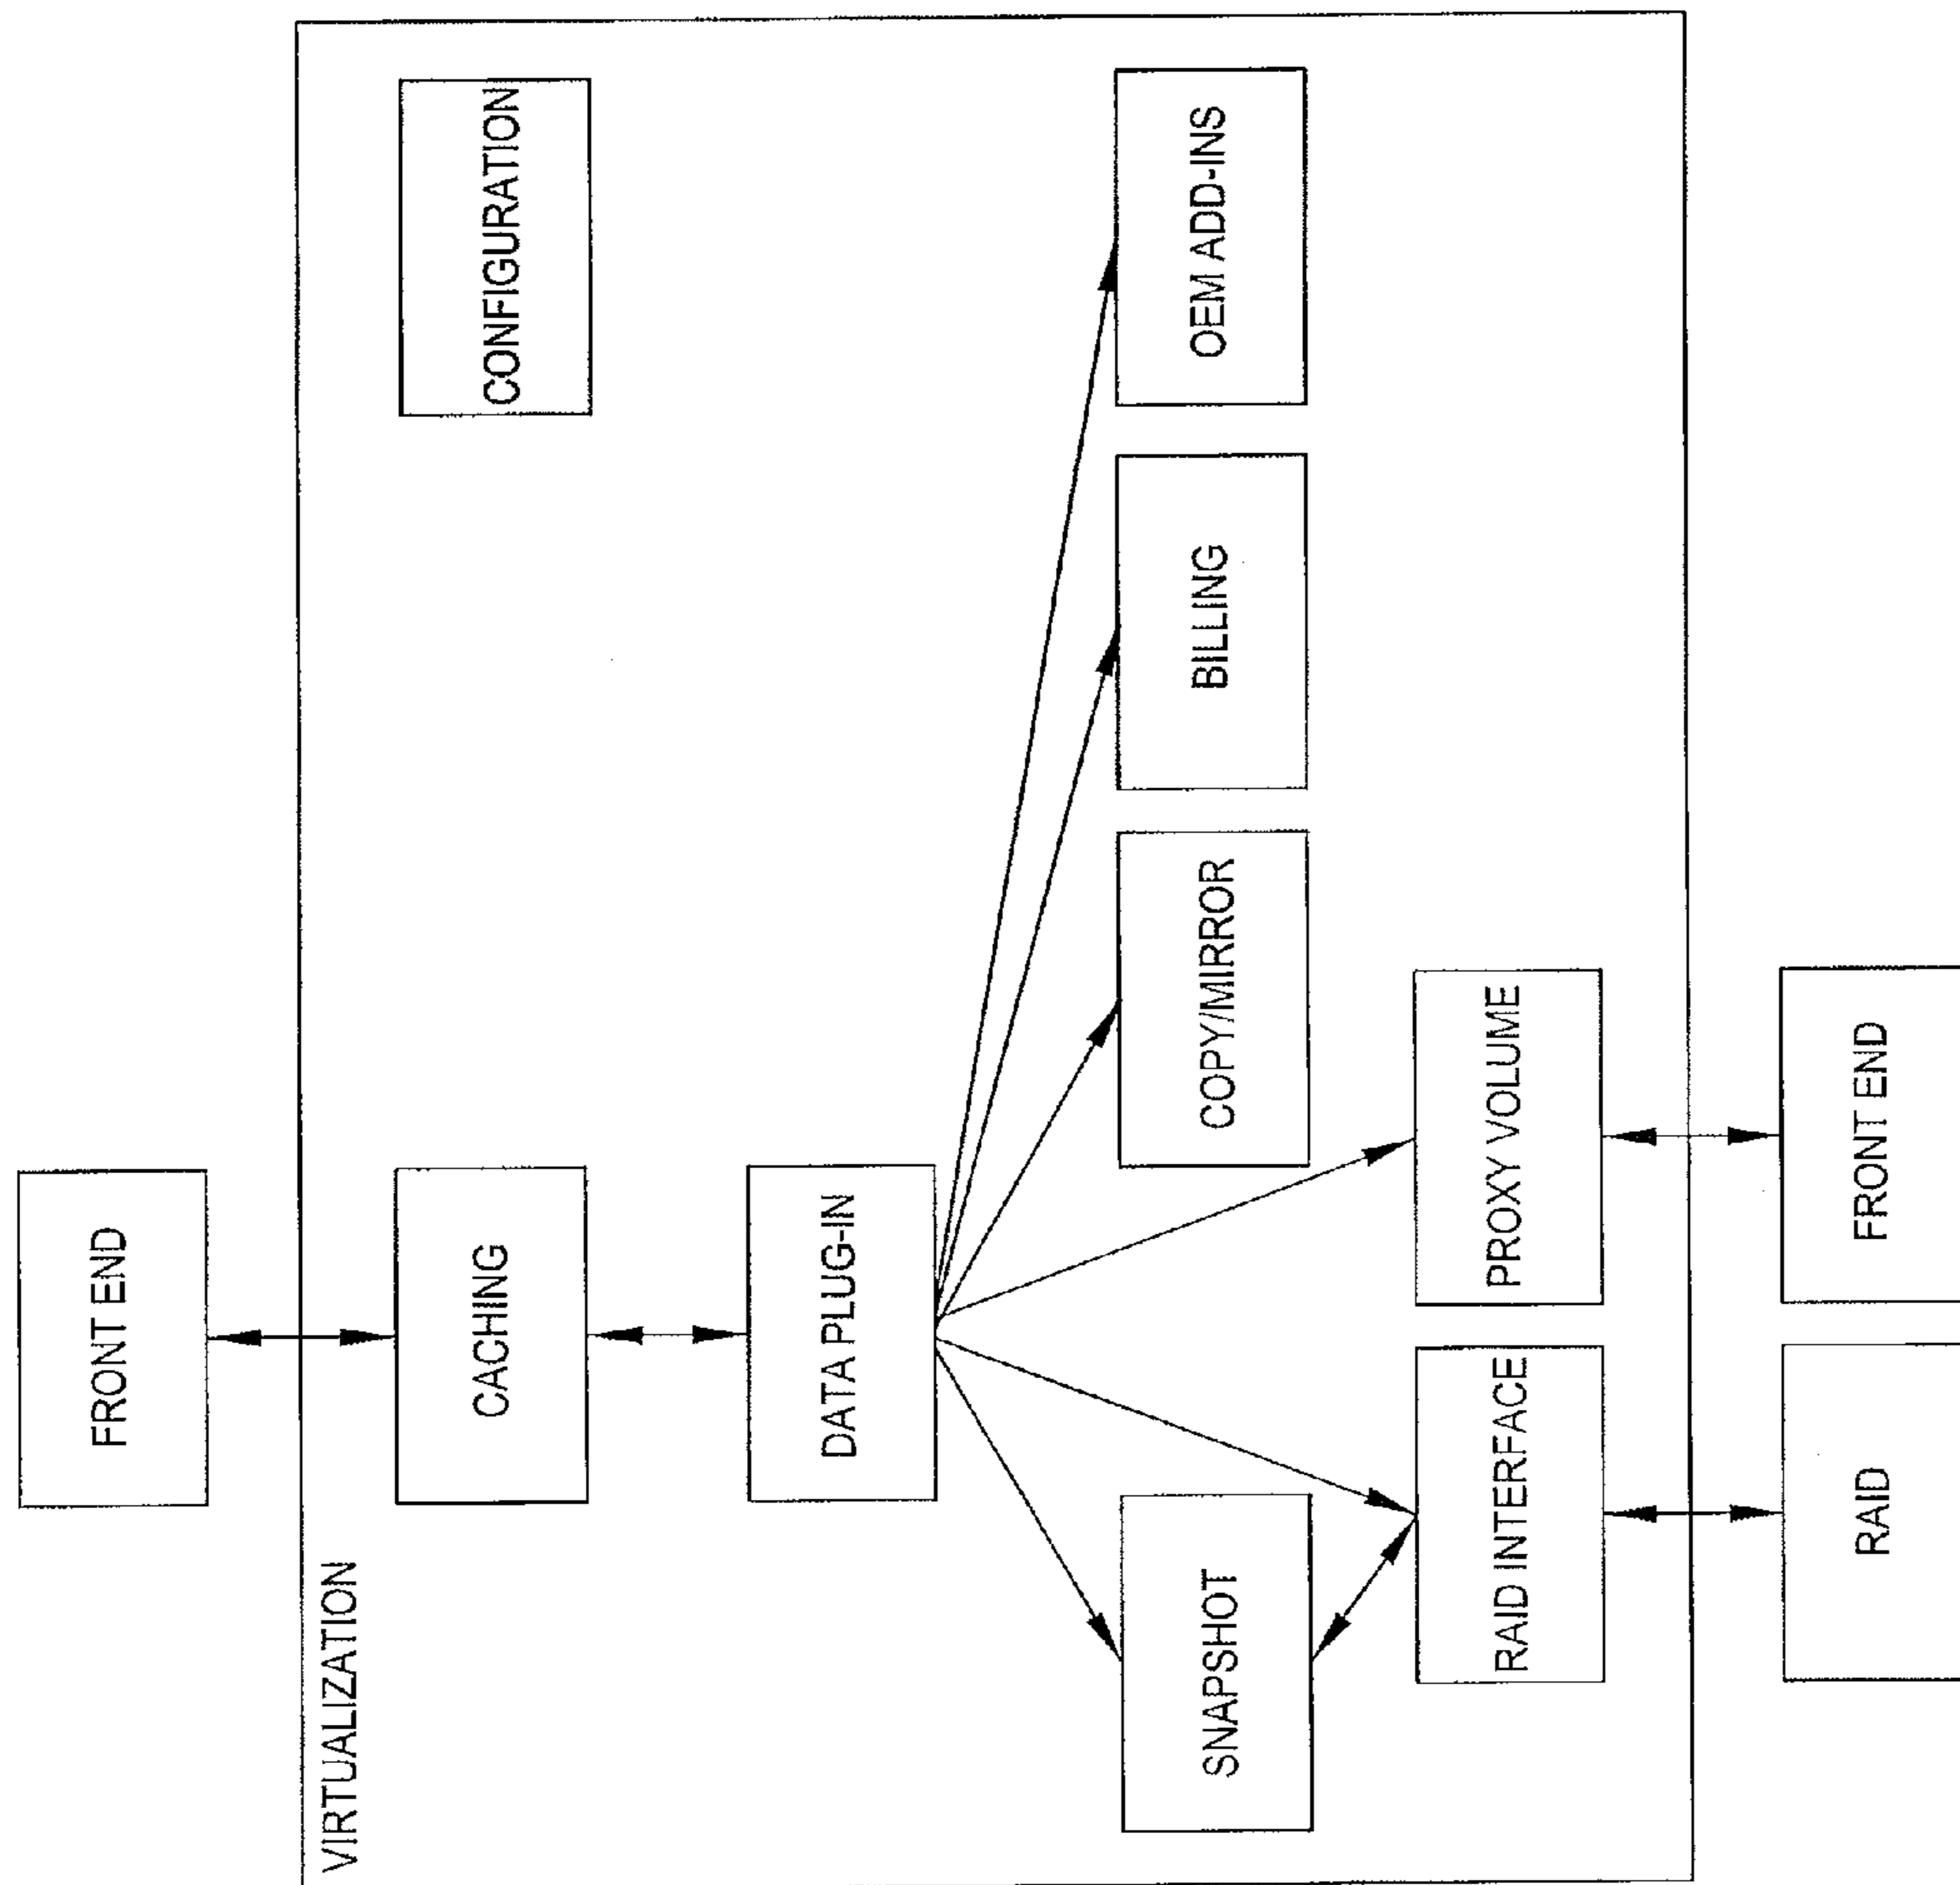 FRONT END
VIRTUALIZATION
CACHING
CONFIGURATION
DATA PLUG-IN
SNAPSHOT
COPY/MIRROR
BILLING
OEM ADD-INS
RAID INTERFACE
PROXY VOLUME
RAID
FRONT END